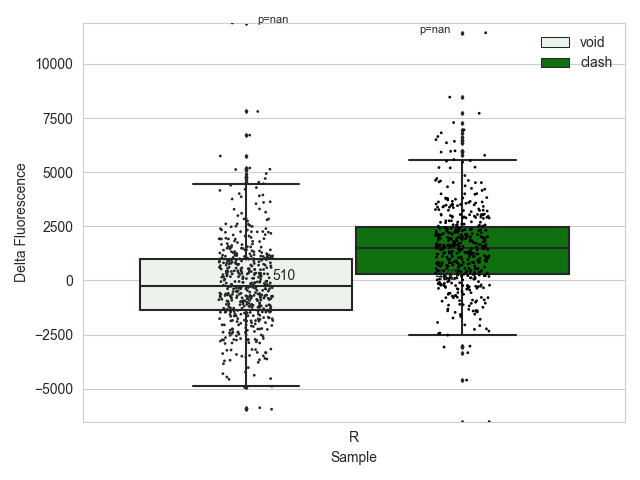 p=nan
p=nan
void
clash
10000
7500
5000
2500
0
−2500
−5000
510
Delta Fluorescence
R
Sample